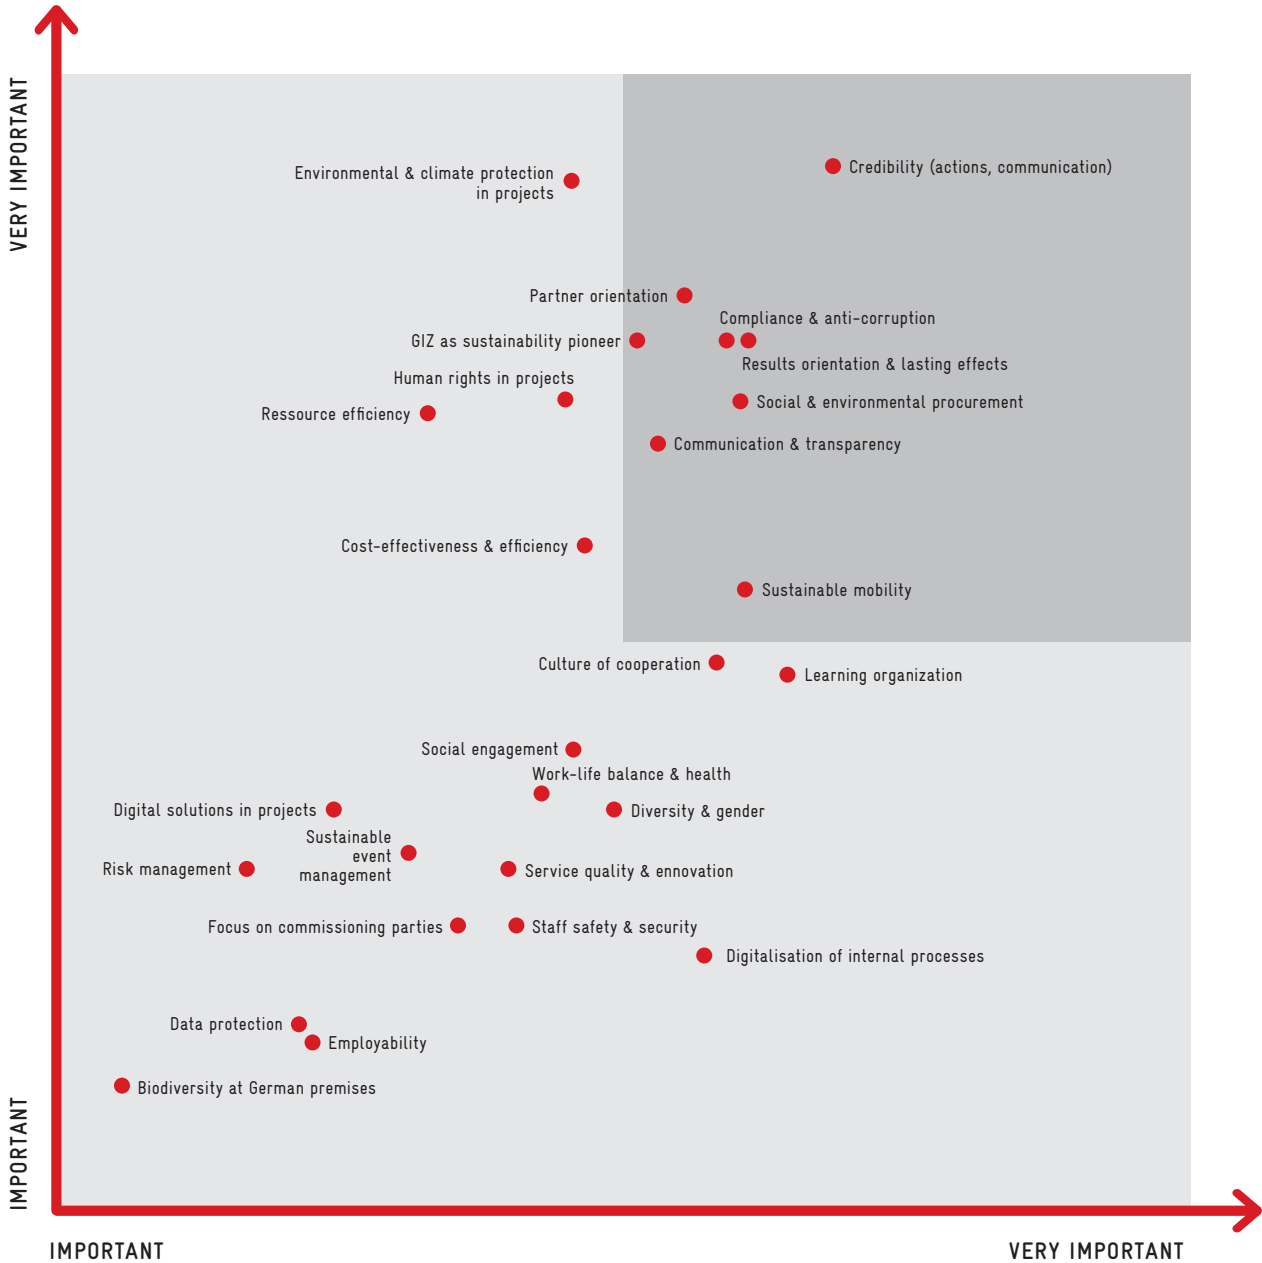 VERY IMPORTANT
Environmental & climate protection
in projects
Credibility (actions, communication)
Partner orientation
Compliance & anti-corruption
GIZ as sustainability pioneer
Results orientation & lasting effects
Human rights in projects
Social & environmental procurement
Ressource efficiency
Communication & transparency
Cost-effectiveness & efficiency
Sustainable mobility
Culture of cooperation
Learning organization
Social engagement
Work-life balance & health
Digital solutions in projects
Diversity & gender
Sustainable
event
management
Risk management
Service quality & ennovation
Focus on commissioning parties
Staff safety & security
Digitalisation of internal processes
Data protection
Employability
Biodiversity at German premises
IMPORTANT
IMPORTANT
VERY IMPORTANT